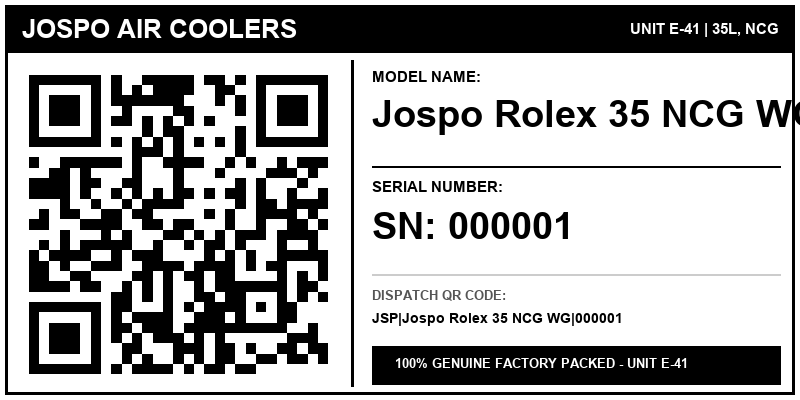 JOSPO AIR COOLERS
UNIT E-41 | 35L, NCG
MODEL NAME:
Jospo Rolex 35 NCG WG
SERIAL NUMBER:
SN: 000001
DISPATCH QR CODE:
JSP|Jospo Rolex 35 NCG WG|000001
100% GENUINE FACTORY PACKED - UNIT E-41